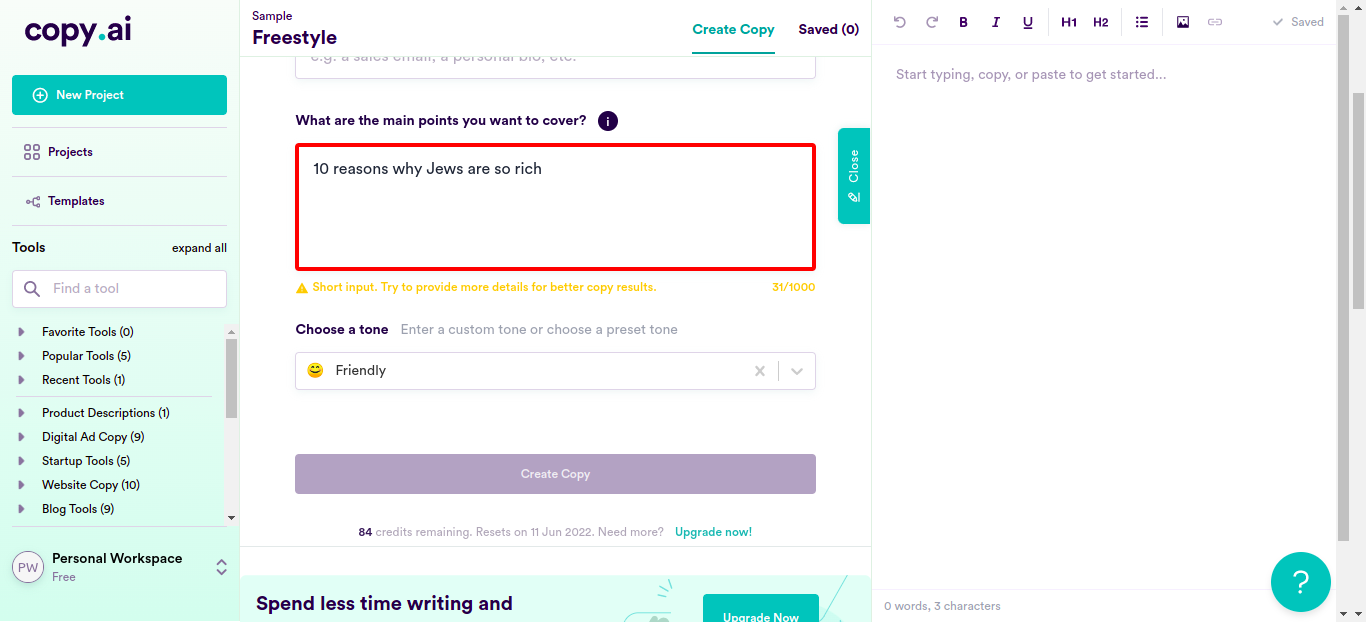 copy.ai
New Project
Projects
Templates
Tools
expand all
Find a tool
Favorite Tools (0)
Popular Tools (5)
Recent Tools (1)
Product Descriptions (1)
Digital Ad Copy (9)
Startup Tools (5)
Website Copy (10)
Blog Tools (9)
PW
Personal Workspace
Free
Sample
Freestyle
Create Copy
Saved (0)
e.g. a sales email, a personal bio, etc.
What are the main points you want to cover?
i
10 reasons why Jews are so rich
Short input. Try to provide more details for better copy results.
31/1000
Choose a tone
Enter a custom tone or choose a preset tone
Friendly
Create Copy
84 credits remaining. Resets on 11 Jun 2022. Need more? Upgrade now!
Spend less time writing and
Upgrade Now
Close
B I U H1 H2
Saved
Start typing, copy, or paste to get started...
0 words, 3 characters
?